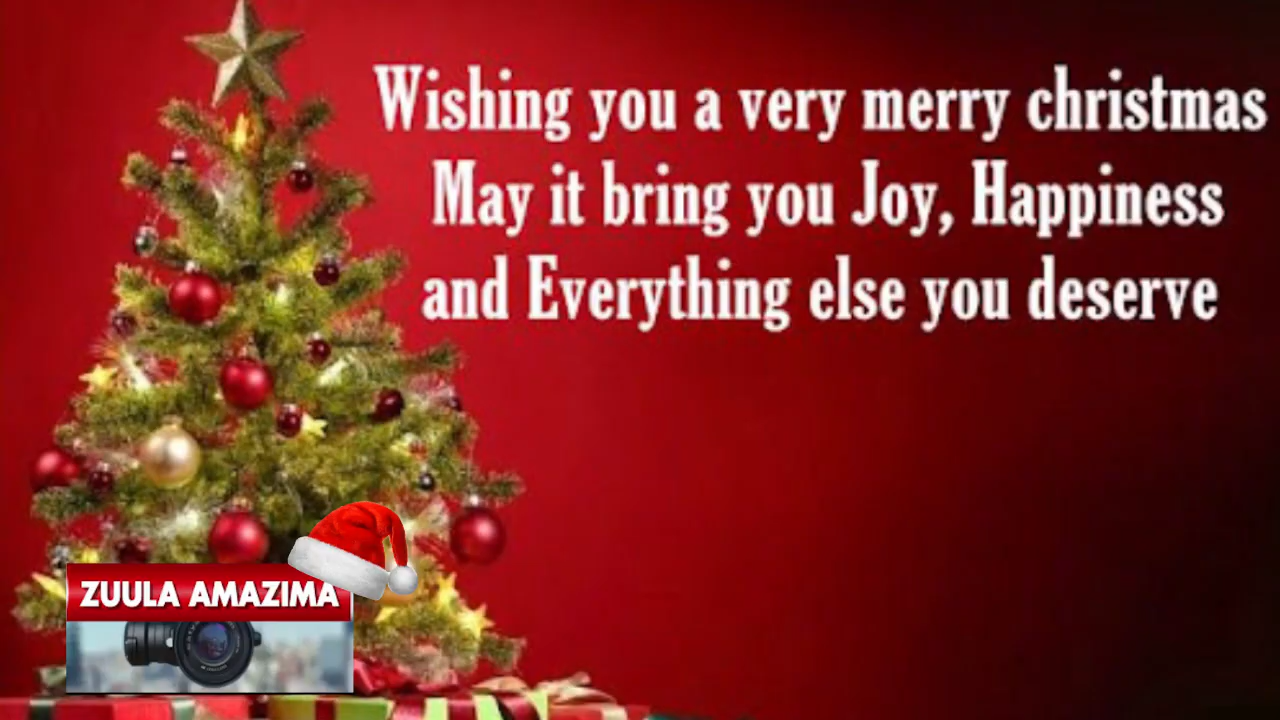 Wishing you a very merry christmas
May it bring you Joy, Happiness
and Everything else you deserve
ZUULA AMAZIMA